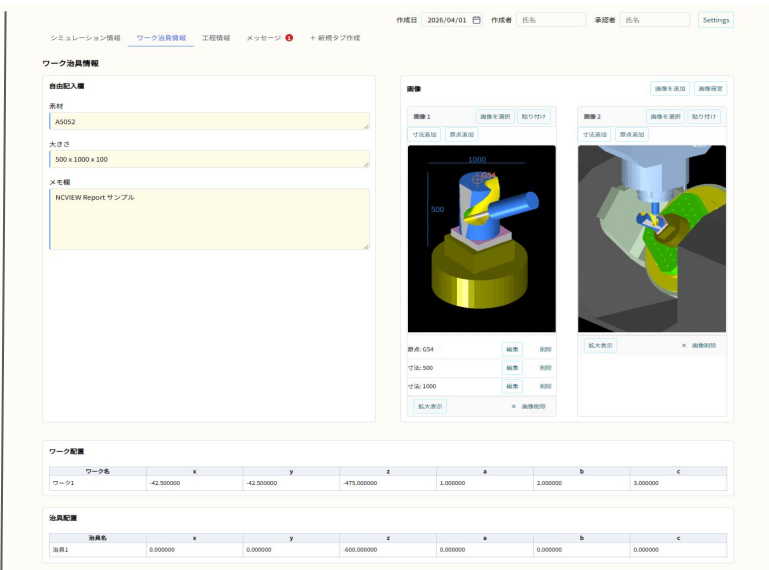 作成日 2026/04/01 作成者 氏名 承認者 氏名 Settings
シミュレーション情報 ワーク治具情報 工程情報 メッセージ 1 + 新規タブ作成
ワーク治具情報
自由記入欄
素材
A5052
大きさ
500 x 1000 x 100
メモ欄
NCVIEW Report サンプル
画像 画像を追加 画像設定
画像 1 画像を選択 貼り付け
寸法追加 原点追加
1000
G54
500
原点: G54 編集 削除
寸法: 500 編集 削除
寸法: 1000 編集 削除
拡大表示 × 画像削除
画像 2 画像を選択 貼り付け
寸法追加 原点追加
拡大表示 × 画像削除
ワーク配置
ワーク名 x y z a b c
ワーク1 -42.500000 -42.500000 -475.000000 1.000000 2.000000 3.000000
治具配置
治具名 x y z a b c
治具1 0.000000 0.000000 -600.000000 0.000000 0.000000 0.000000